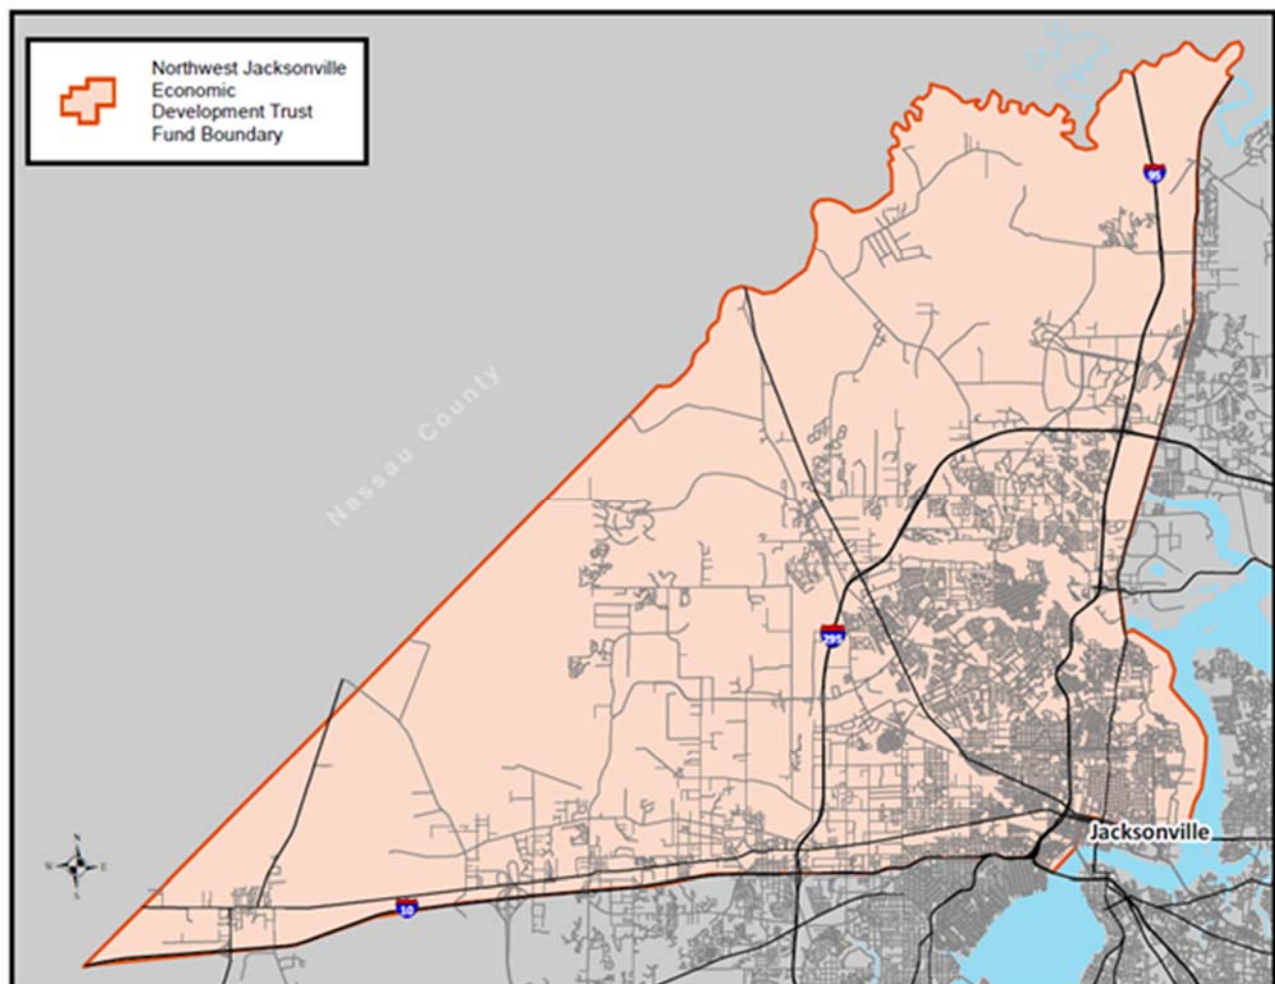 Northwest Jacksonville
Economic
Development Trust
Fund Boundary
95
Nassau County
295
Jacksonville
N
W
E
S
10